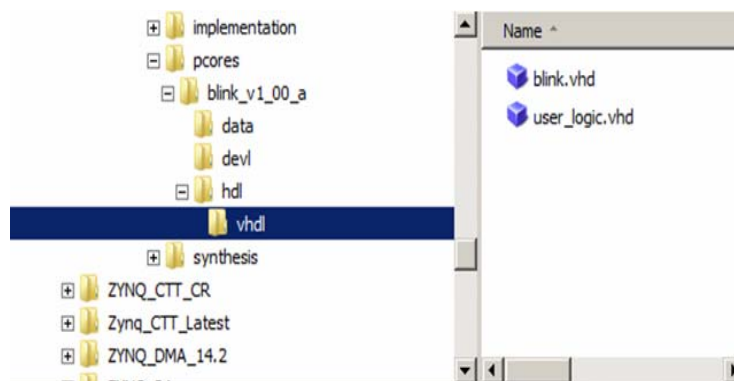 implementation
pcores
blink_v1_00_a
data
devl
hdl
vhdl
synthesis
ZYNQ_CTT_CR
Zynq_CTT_Latest
ZYNQ_DMA_14.2
Name
blink.vhd
user_logic.vhd